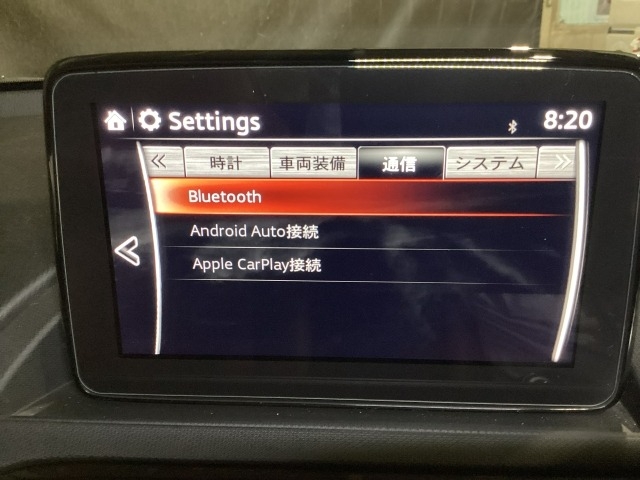 Settings 8:20
≪ 時計 車両装備 通信 システム ≫
Bluetooth
Android Auto接続
Apple CarPlay接続